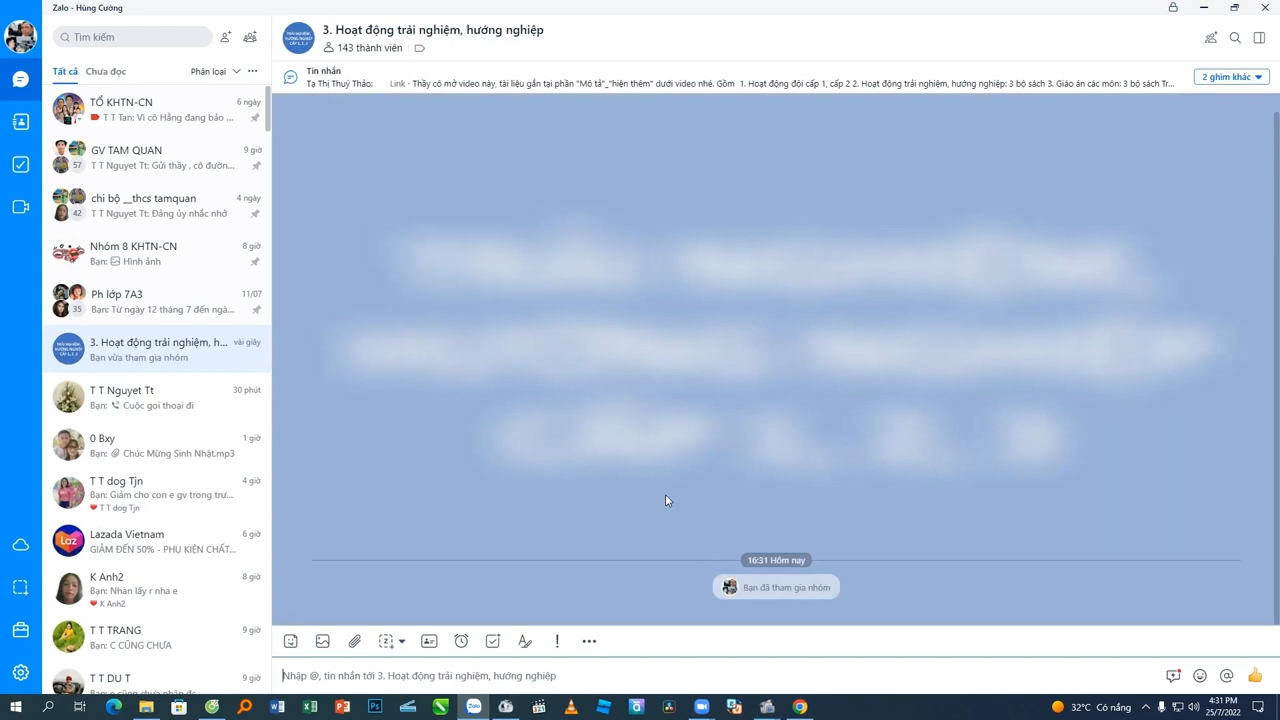 Zalo - Hùng Cường
Tìm kiếm
Tất cả
Chưa đọc
Phân loại
TỔ KHTN-CN
6 ngày
T T Tan: Vì cô Hằng đang bảo ...
GV TAM QUAN
9 giờ
57
T T Nguyet Tt: Gửi thầy , cô đườn...
chi bộ __thcs tamquan
4 ngày
42
T T Nguyet Tt: Đảng ủy nhắc nhở
Nhóm 8 KHTN-CN
8 giờ
Bạn: Hình ảnh
Ph lớp 7A3
11/07
35
Bạn: Từ ngày 12 tháng 7 đến ngà...
3. Hoạt động trải nghiệm, h...
vài giây
Bạn vừa tham gia nhóm
T T Nguyet Tt
30 phút
Bạn: Cuộc gọi thoại đi
0 Bxy
1 giờ
Bạn: Chúc Mừng Sinh Nhật.mp3
T T dog Tjn
4 giờ
Bạn: Giảm cho con e gv trong trư...
T T dog Tjn
Lazada Vietnam
6 giờ
GIẢM ĐẾN 50% - PHỤ KIỆN CHẤT...
K Anh2
8 giờ
Bạn: Nhàn lấy r nha e
K Anh2
T T TRANG
9 giờ
Bạn: C CŨNG CHƯA
T T DU T
9 giờ
3. Hoạt động trải nghiệm, hướng nghiệp
143 thành viên
Tin nhắn
Tạ Thị Thuý Thảo: Link - Thầy cô mở video này, tài liệu gắn tại phần "Mô tả"_"hiện thêm" dưới video nhé. Gồm 1. Hoạt động đội cấp 1, cấp 2 2. Hoạt động trải nghiệm, hướng nghiệp: 3 bộ sách 3. Giáo án các môn: 3 bộ sách Tr...
2 ghim khác
16:31 Hôm nay
Bạn đã tham gia nhóm
Nhập @, tin nhắn tới 3. Hoạt động trải nghiệm, hướng nghiệp
32°C Có nắng
4:31 PM
25/7/2022